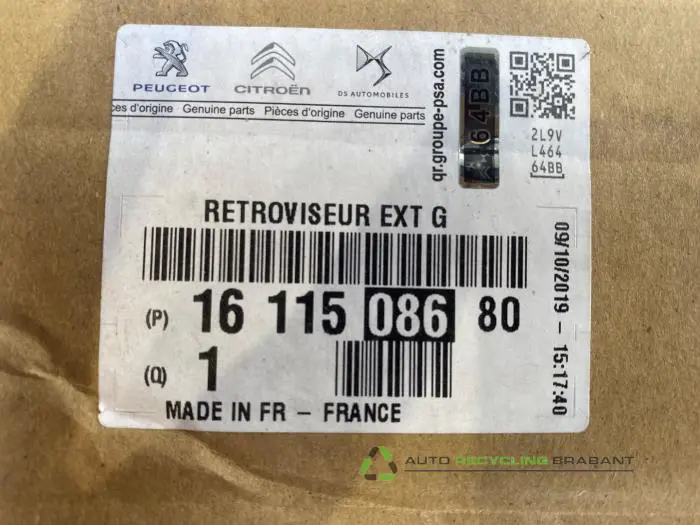 PEUGEOT CITROËN DS AUTOMOBILES
ces d'origine Genuine parts Pièces d'origine Genuine parts
qr.groupe-psa.com
64BB
2L9V
L464
64BB
RETROVISEUR EXT G
(P) 16 115 086 80
(Q) 1
MADE IN FR - FRANCE
09/10/2019 - 15:17:40
AUTO RECYCLING BRABANT